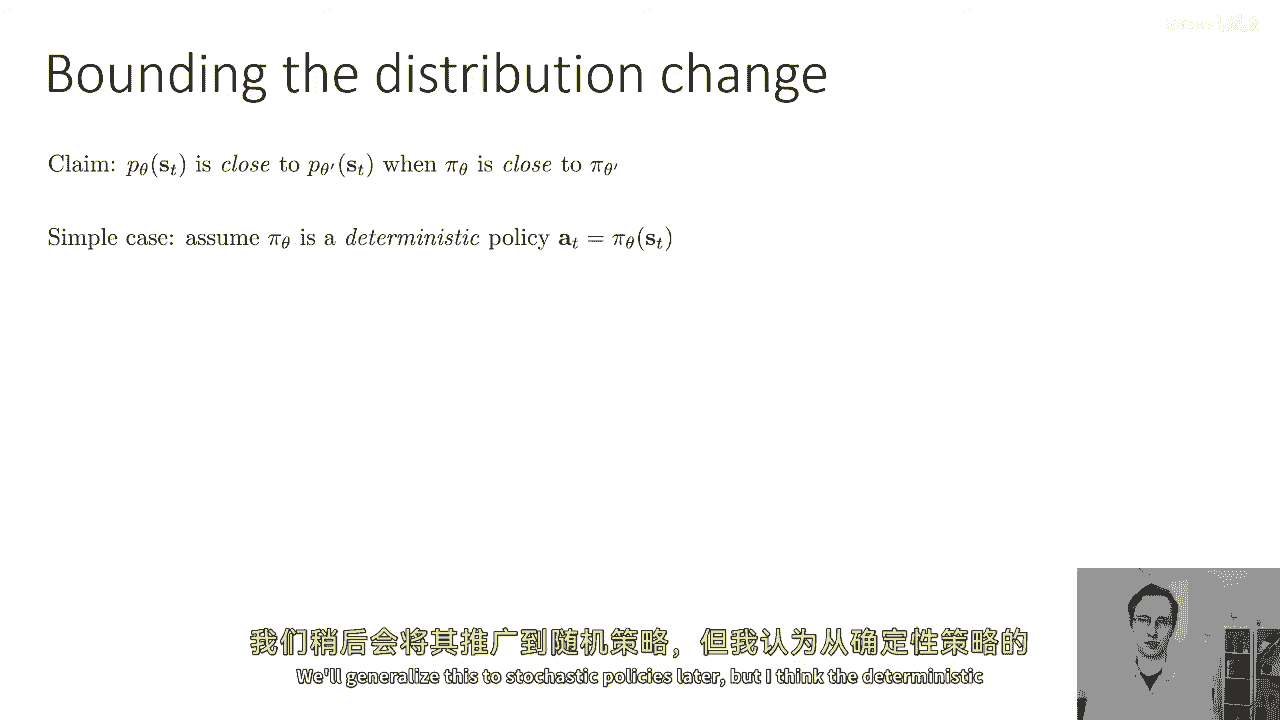 Bounding the distribution change
Claim: $p_\theta(\mathbf{s}_t)$ is close to $p_{\theta'}(\mathbf{s}_t)$ when $\pi_\theta$ is close to $\pi_{\theta'}$
Simple case: assume $\pi_\theta$ is a deterministic policy $\mathbf{a}_t = \pi_\theta(\mathbf{s}_t)$
我们稍后会将其推广到随机策略，但我认为从确定性策略的
We'll generalize this to stochastic policies later, but I think the deterministic